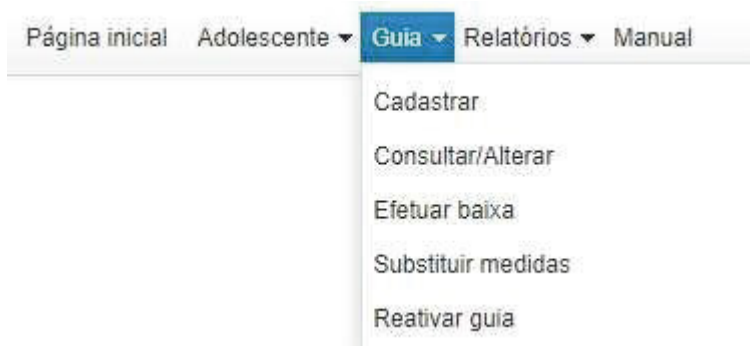 Página inicial Adolescente Guia Relatórios Manual
Cadastrar
Consultar/Alterar
Efetuar baixa
Substituir medidas
Reativar guia